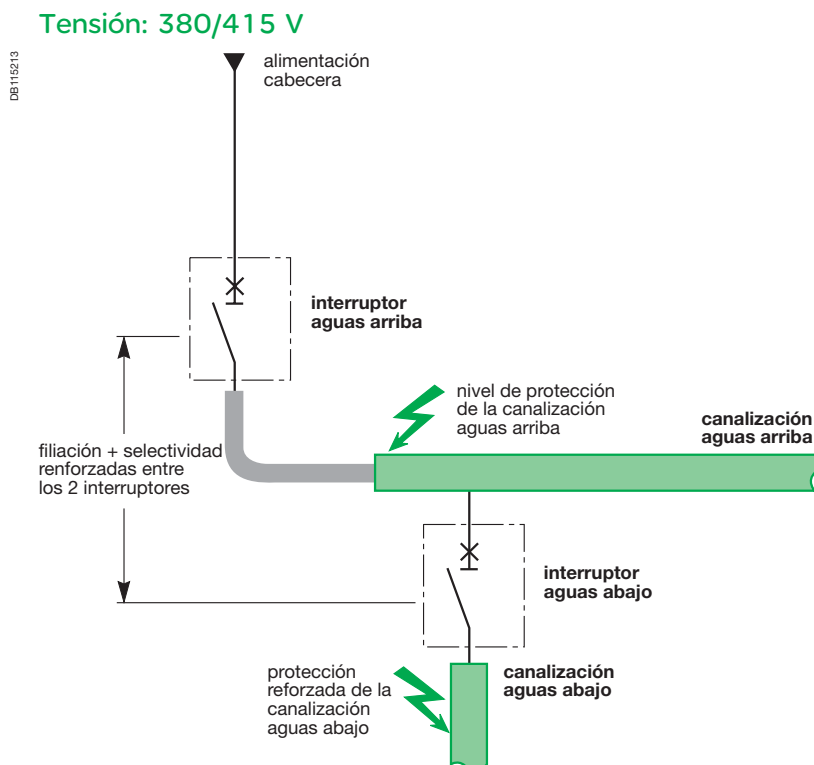 Tensión: 380/415 V
DB115213
alimentación
cabecera
interruptor
aguas arriba
nivel de protección
de la canalización
aguas arriba
canalización
aguas arriba
filiación + selectividad
renforzadas entre
los 2 interruptores
interruptor
aguas abajo
protección
reforzada de la
canalización
aguas abajo
canalización
aguas abajo